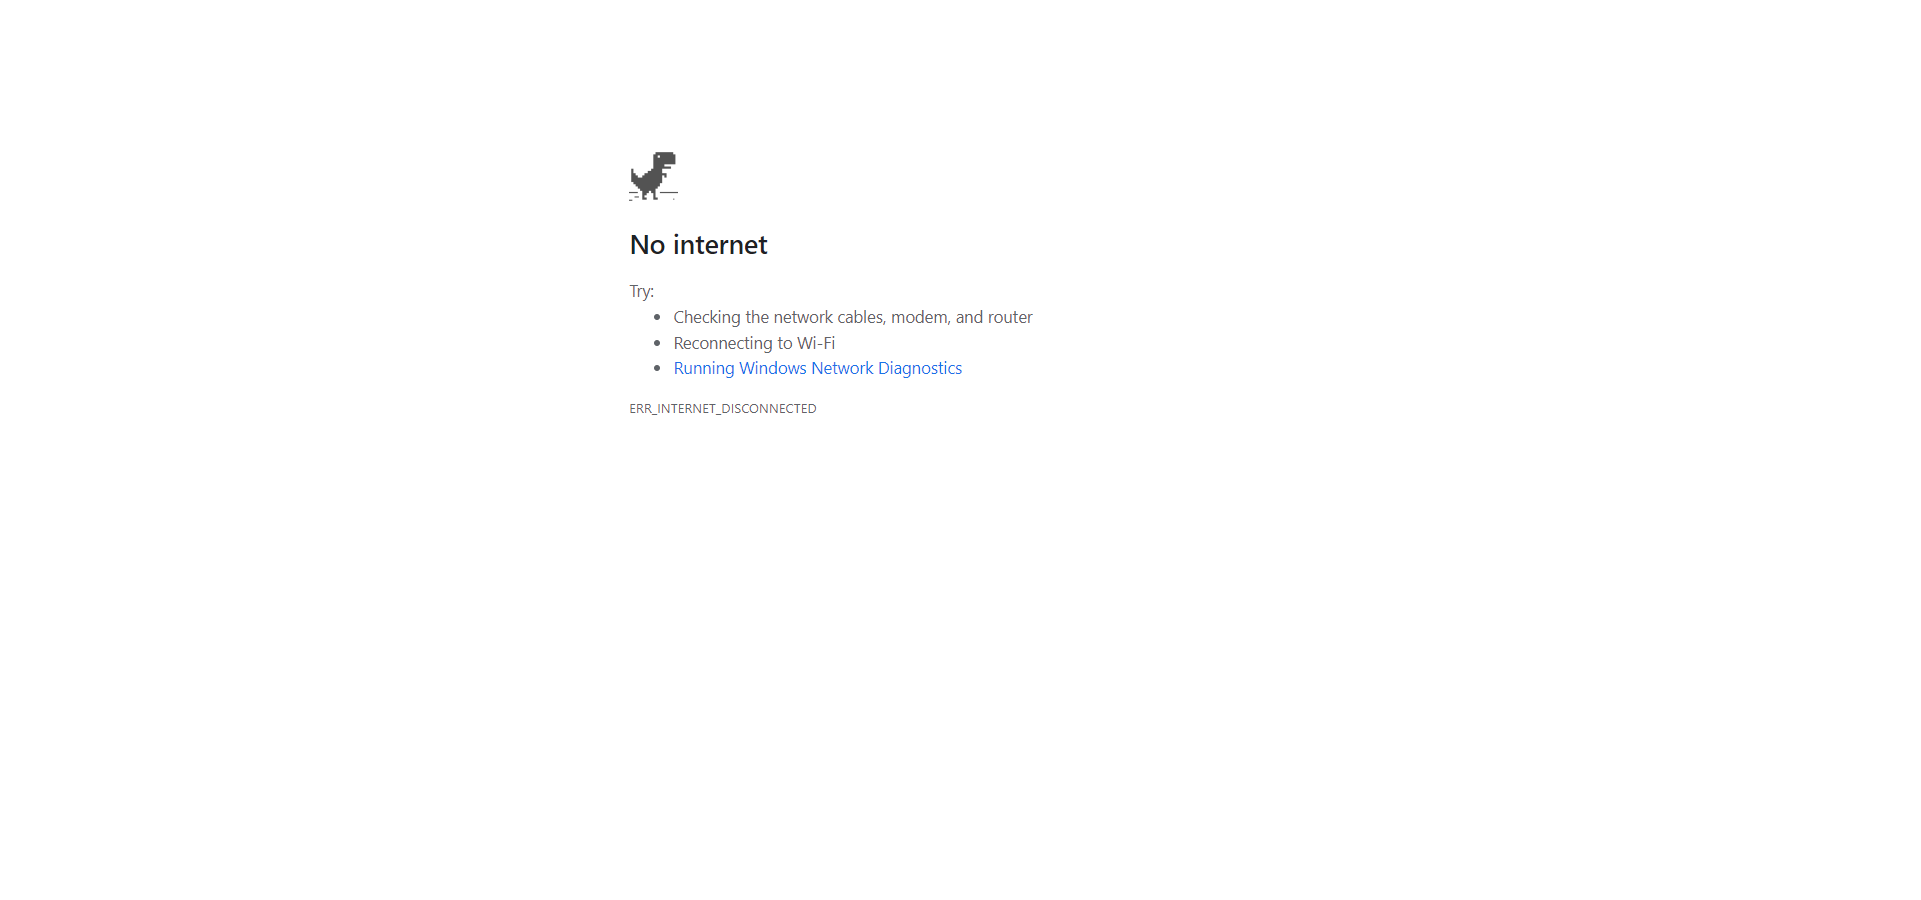 No internet
Try:
Checking the network cables, modem, and router
Reconnecting to Wi-Fi
Running Windows Network Diagnostics
ERR_INTERNET_DISCONNECTED